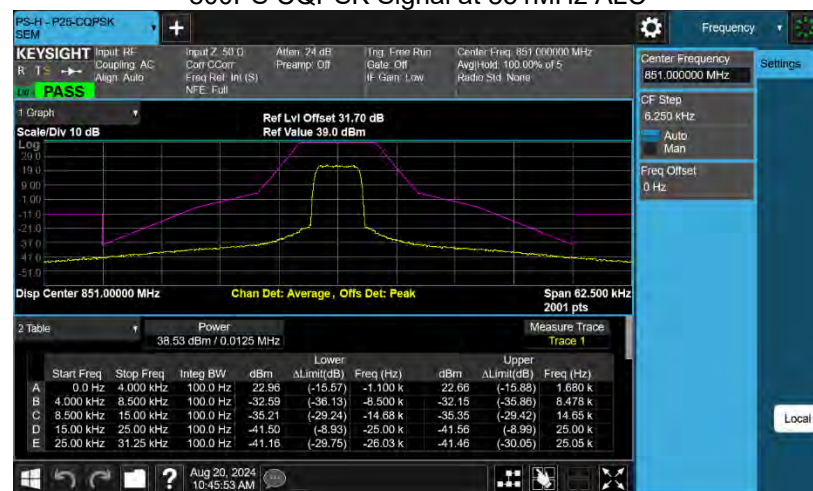 800PS CQPSK Signal at 851MHz ALC
PS-H - P25-CQPSK
SEM
+
Frequency
KEYSIGHT
Input: RF
Input Z: 50 Ω
Atten: 24 dB
Trig: Free Run
Center Freq: 851.000000 MHz
R T S
Coupling: AC
Corr CCorr
Preamp: Off
Gate: Off
Avg|Hold: 100.00% of 5
Align: Auto
Freq Ref: Int (S)
IF Gain: Low
Radio Std: None
NFE: Full
PASS
Center Frequency
851.000000 MHz
Settings
CF Step
6.250 kHz
Auto
Man
Freq Offset
0 Hz
Local
1 Graph
Ref Lvl Offset 31.70 dB
Scale/Div 10 dB
Ref Value 39.0 dBm
Log
29.0
19.0
9.00
-1.00
-11.0
-21.0
-31.0
-41.0
-51.0
Disp Center 851.00000 MHz
Chan Det: Average, Offs Det: Peak
Span 62.500 kHz
2001 pts
2 Table
Power
38.53 dBm / 0.0125 MHz
Measure Trace
Trace 1
Lower Upper
Start Freq Stop Freq Integ BW dBm ΔLimit(dB) Freq (Hz) dBm ΔLimit(dB) Freq (Hz)
A 0.0 Hz 4.000 kHz 100.0 Hz 22.96 (-15.57) -1.100 k 22.66 (-15.88) 1.680 k
B 4.000 kHz 8.500 kHz 100.0 Hz -32.59 (-36.13) -8.500 k -32.15 (-35.86) 8.478 k
C 8.500 kHz 15.00 kHz 100.0 Hz -35.21 (-29.24) -14.68 k -35.35 (-29.42) 14.65 k
D 15.00 kHz 25.00 kHz 100.0 Hz -41.50 (-8.93) -25.00 k -41.56 (-8.99) 25.00 k
E 25.00 kHz 31.25 kHz 100.0 Hz -41.16 (-29.75) -26.03 k -41.46 (-30.05) 25.05 k
?
Aug 20, 2024
10:45:53 AM